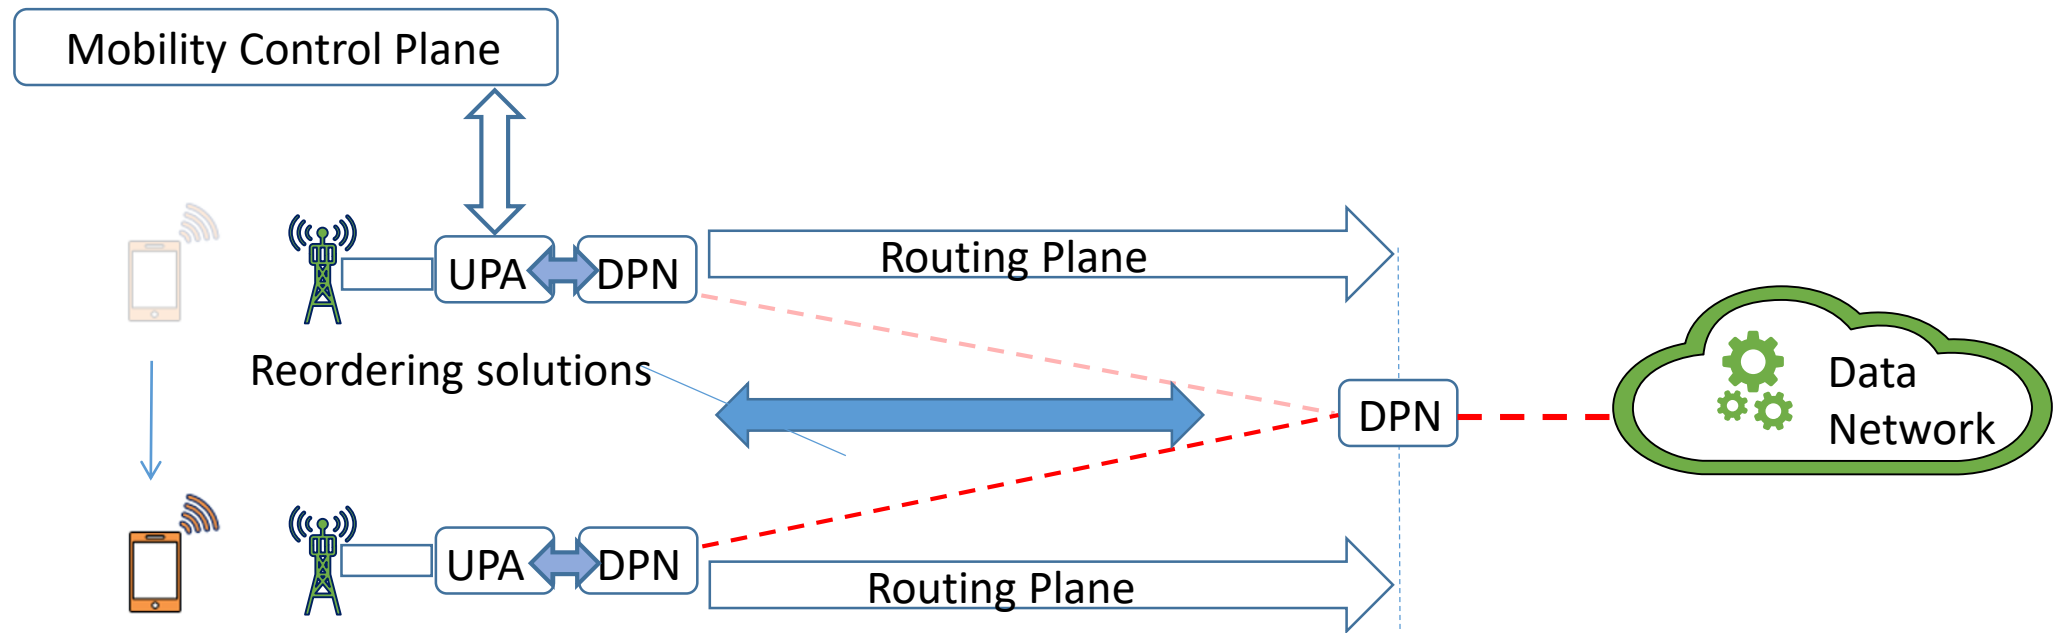 Mobility Control Plane
UPA
DPN
Routing Plane
Reordering solutions
DPN
Data
Network
UPA
DPN
Routing Plane